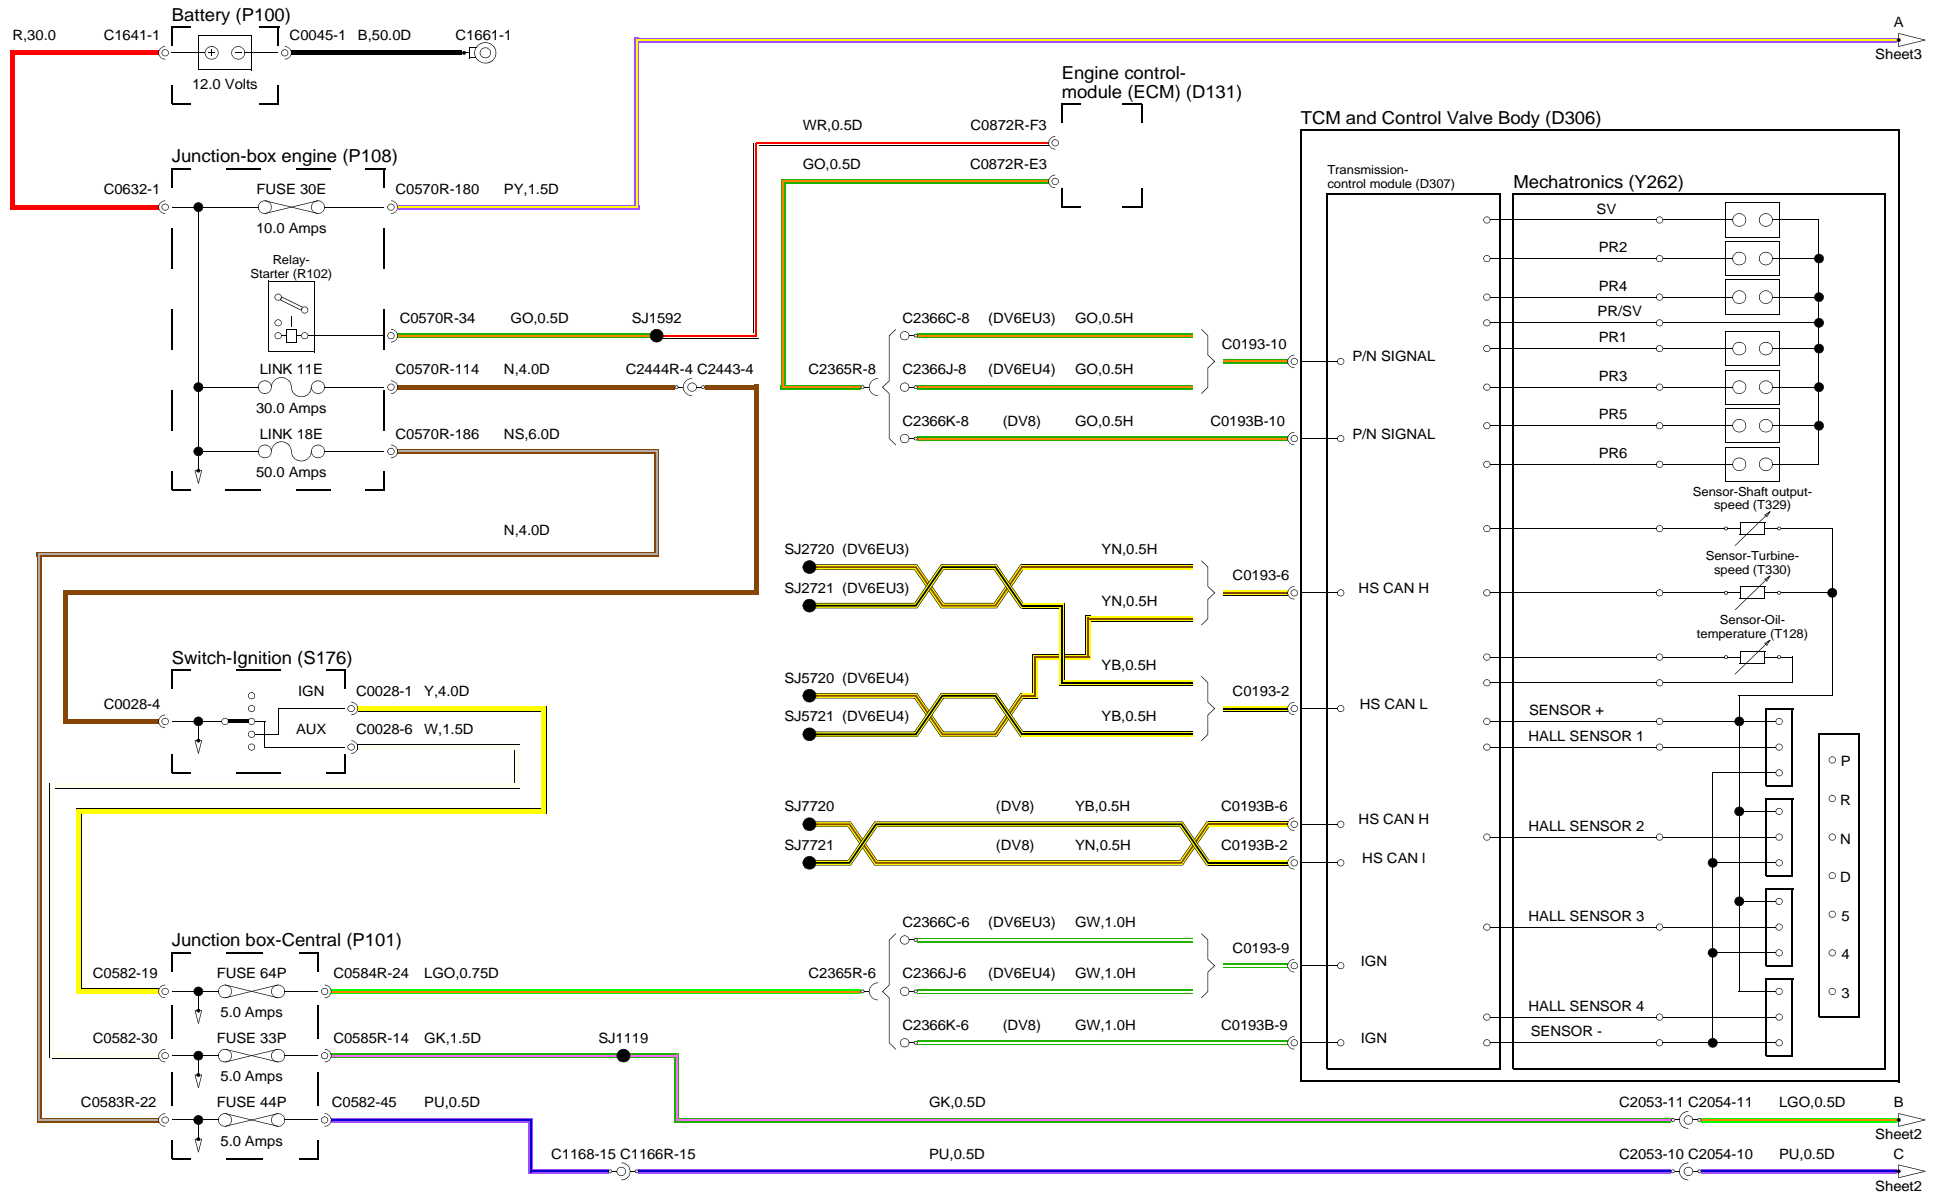 Battery (P100)
R,30.0
C1641-1
C0045-1
B,50.0D
C1661-1
12.0 Volts
A
Sheet3
Engine control-
module (ECM) (D131)
WR,0.5D
C0872R-F3
GO,0.5D
C0872R-E3
TCM and Control Valve Body (D306)
Junction-box engine (P108)
C0632-1
FUSE 30E
10.0 Amps
C0570R-180
PY,1.5D
Relay-
Starter (R102)
C0570R-34
GO,0.5D
SJ1592
LINK 11E
30.0 Amps
C0570R-114
N,4.0D
C2444R-4
C2443-4
LINK 18E
50.0 Amps
C0570R-186
NS,6.0D
N,4.0D
Transmission-
control module (D307)
Mechatronics (Y262)
SV
PR2
PR4
PR/SV
PR1
PR3
PR5
PR6
C2365R-8
C2366C-8
(DV6EU3)
GO,0.5H
C2366J-8
(DV6EU4)
GO,0.5H
C2366K-8
(DV8)
GO,0.5H
C0193-10
P/N SIGNAL
C0193B-10
P/N SIGNAL
Sensor-Shaft output-
speed (T329)
Sensor-Turbine-
speed (T330)
Sensor-Oil-
temperature (T128)
SJ2720
(DV6EU3)
YN,0.5H
SJ2721
(DV6EU3)
YN,0.5H
C0193-6
HS CAN H
SJ5720
(DV6EU4)
YB,0.5H
SJ5721
(DV6EU4)
YB,0.5H
C0193-2
HS CAN L
SJ7720
(DV8)
YB,0.5H
C0193B-6
HS CAN H
SJ7721
(DV8)
YN,0.5H
C0193B-2
HS CAN l
Switch-Ignition (S176)
C0028-4
IGN
C0028-1
Y,4.0D
AUX
C0028-6
W,1.5D
SENSOR +
HALL SENSOR 1
HALL SENSOR 2
HALL SENSOR 3
HALL SENSOR 4
SENSOR -
P
R
N
D
5
4
3
Junction box-Central (P101)
C0582-19
FUSE 64P
5.0 Amps
C0584R-24
LGO,0.75D
C0582-30
FUSE 33P
5.0 Amps
C0585R-14
GK,1.5D
SJ1119
C0583R-22
FUSE 44P
5.0 Amps
C0582-45
PU,0.5D
C2365R-6
C2366C-6
(DV6EU3)
GW,1.0H
C2366J-6
(DV6EU4)
GW,1.0H
C2366K-6
(DV8)
GW,1.0H
C0193-9
IGN
C0193B-9
IGN
GK,0.5D
C2053-11
C2054-11
LGO,0.5D
B
Sheet2
C1168-15
C1166R-15
PU,0.5D
C2053-10
C2054-10
PU,0.5D
C
Sheet2